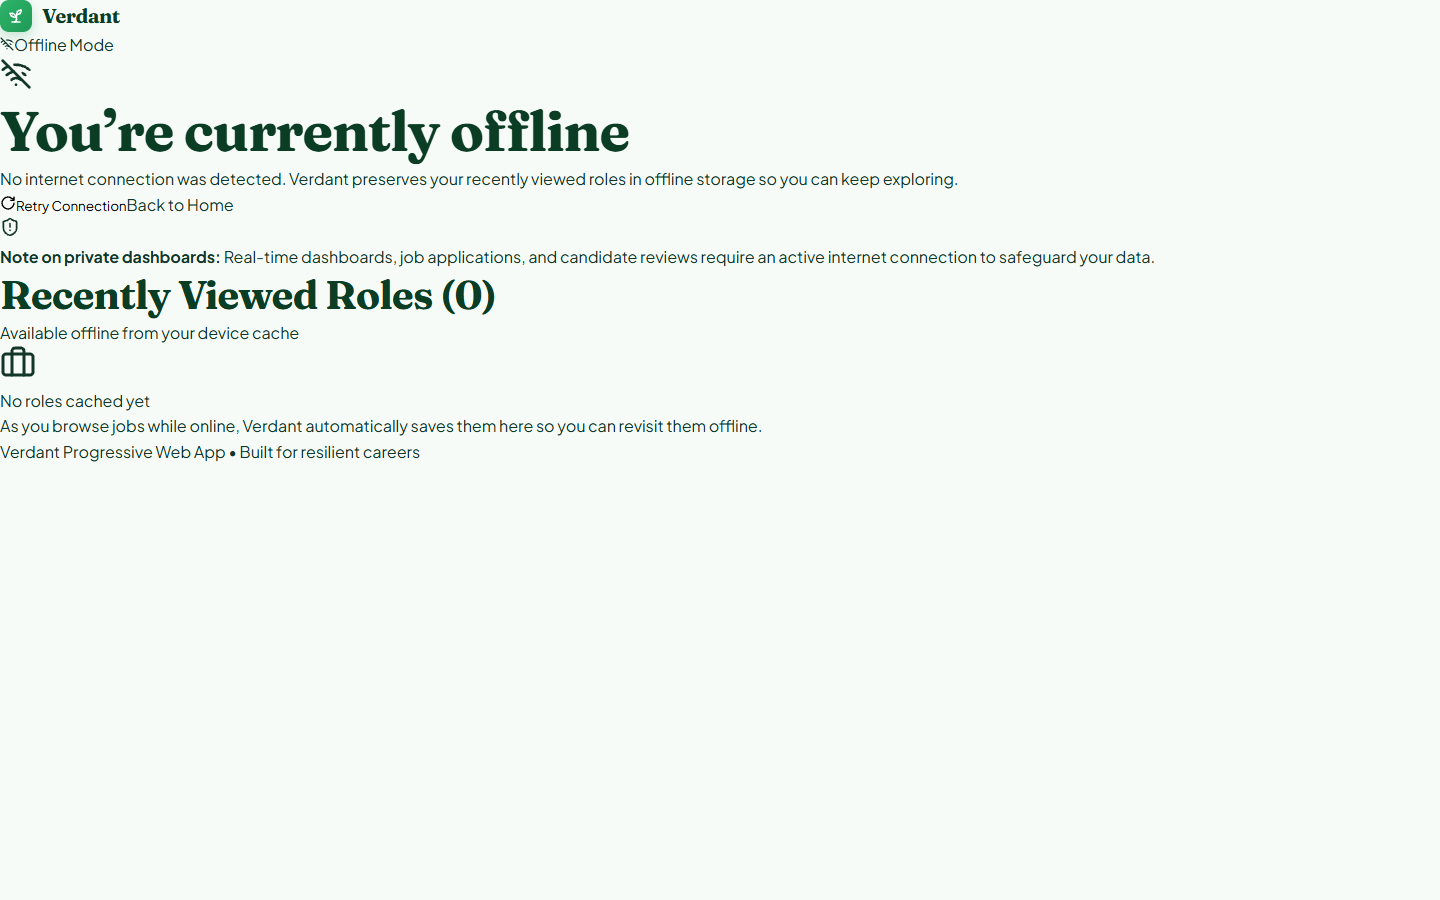 Verdant
Offline Mode
You’re currently offline
No internet connection was detected. Verdant preserves your recently viewed roles in offline storage so you can keep exploring.
Retry ConnectionBack to Home
Note on private dashboards: Real-time dashboards, job applications, and candidate reviews require an active internet connection to safeguard your data.
Recently Viewed Roles (0)
Available offline from your device cache
No roles cached yet
As you browse jobs while online, Verdant automatically saves them here so you can revisit them offline.
Verdant Progressive Web App • Built for resilient careers